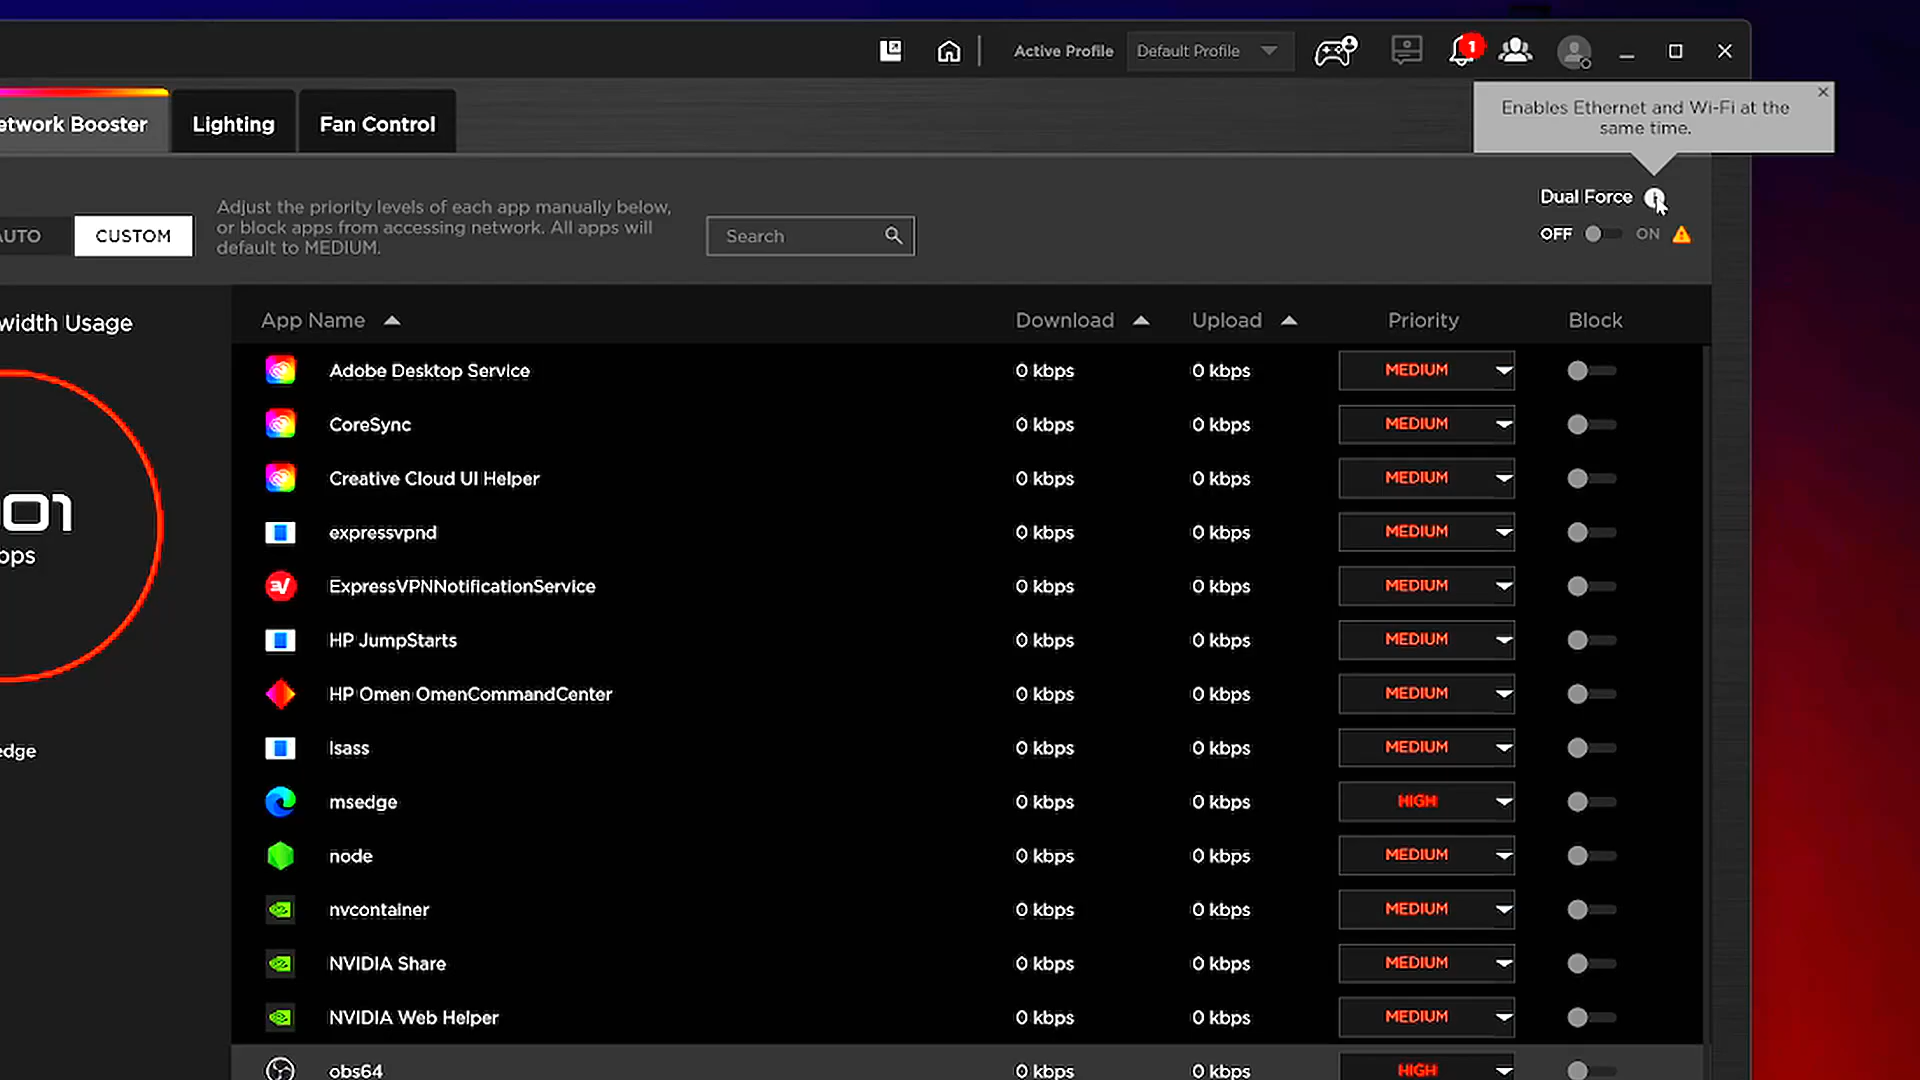 Active Profile
Default Profile
1
etwork Booster
Lighting
Fan Control
Enables Ethernet and Wi-Fi at the
same time.
AUTO
CUSTOM
Adjust the priority levels of each app manually below,
or block apps from accessing network. All apps will
default to MEDIUM.
Search
Dual Force
OFF
ON
width Usage
01
bps
edge
App Name
Download
Upload
Priority
Block
Adobe Desktop Service 0 kbps 0 kbps MEDIUM
CoreSync 0 kbps 0 kbps MEDIUM
Creative Cloud UI Helper 0 kbps 0 kbps MEDIUM
expressvpnd 0 kbps 0 kbps MEDIUM
ExpressVPNNotificationService 0 kbps 0 kbps MEDIUM
HP JumpStarts 0 kbps 0 kbps MEDIUM
HP Omen OmenCommandCenter 0 kbps 0 kbps MEDIUM
lsass 0 kbps 0 kbps MEDIUM
msedge 0 kbps 0 kbps HIGH
node 0 kbps 0 kbps MEDIUM
nvcontainer 0 kbps 0 kbps MEDIUM
NVIDIA Share 0 kbps 0 kbps MEDIUM
NVIDIA Web Helper 0 kbps 0 kbps MEDIUM
obs64 0 kbps 0 kbps HIGH